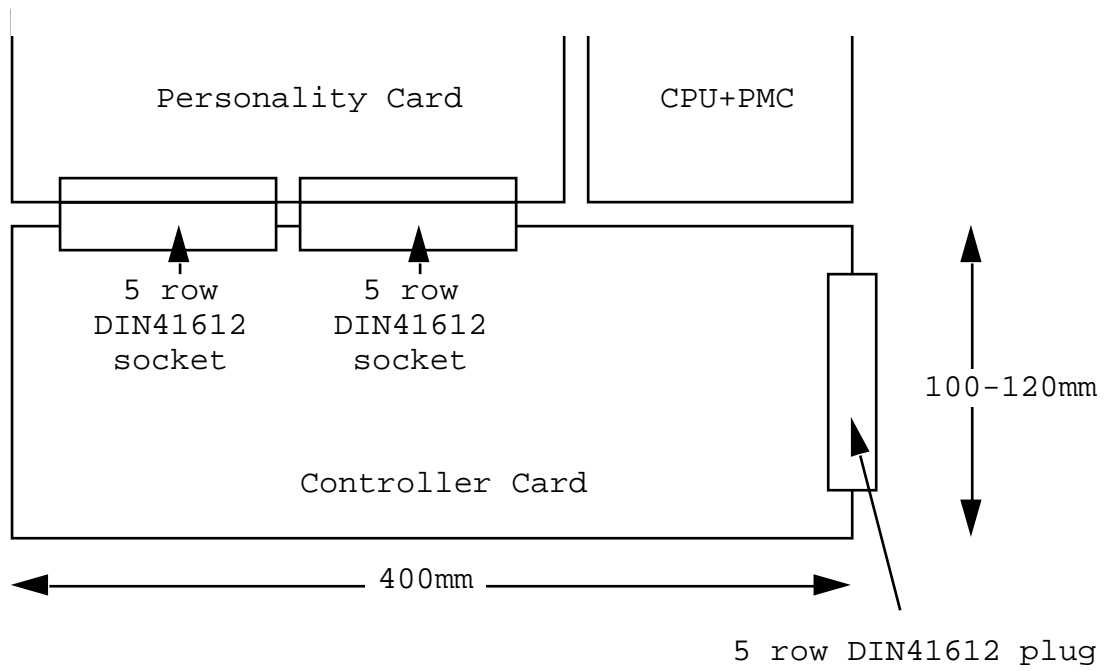 Personality Card
CPU+PMC
5 row
DIN41612
socket
5 row
DIN41612
socket
100-120mm
Controller Card
400mm
5 row DIN41612 plug